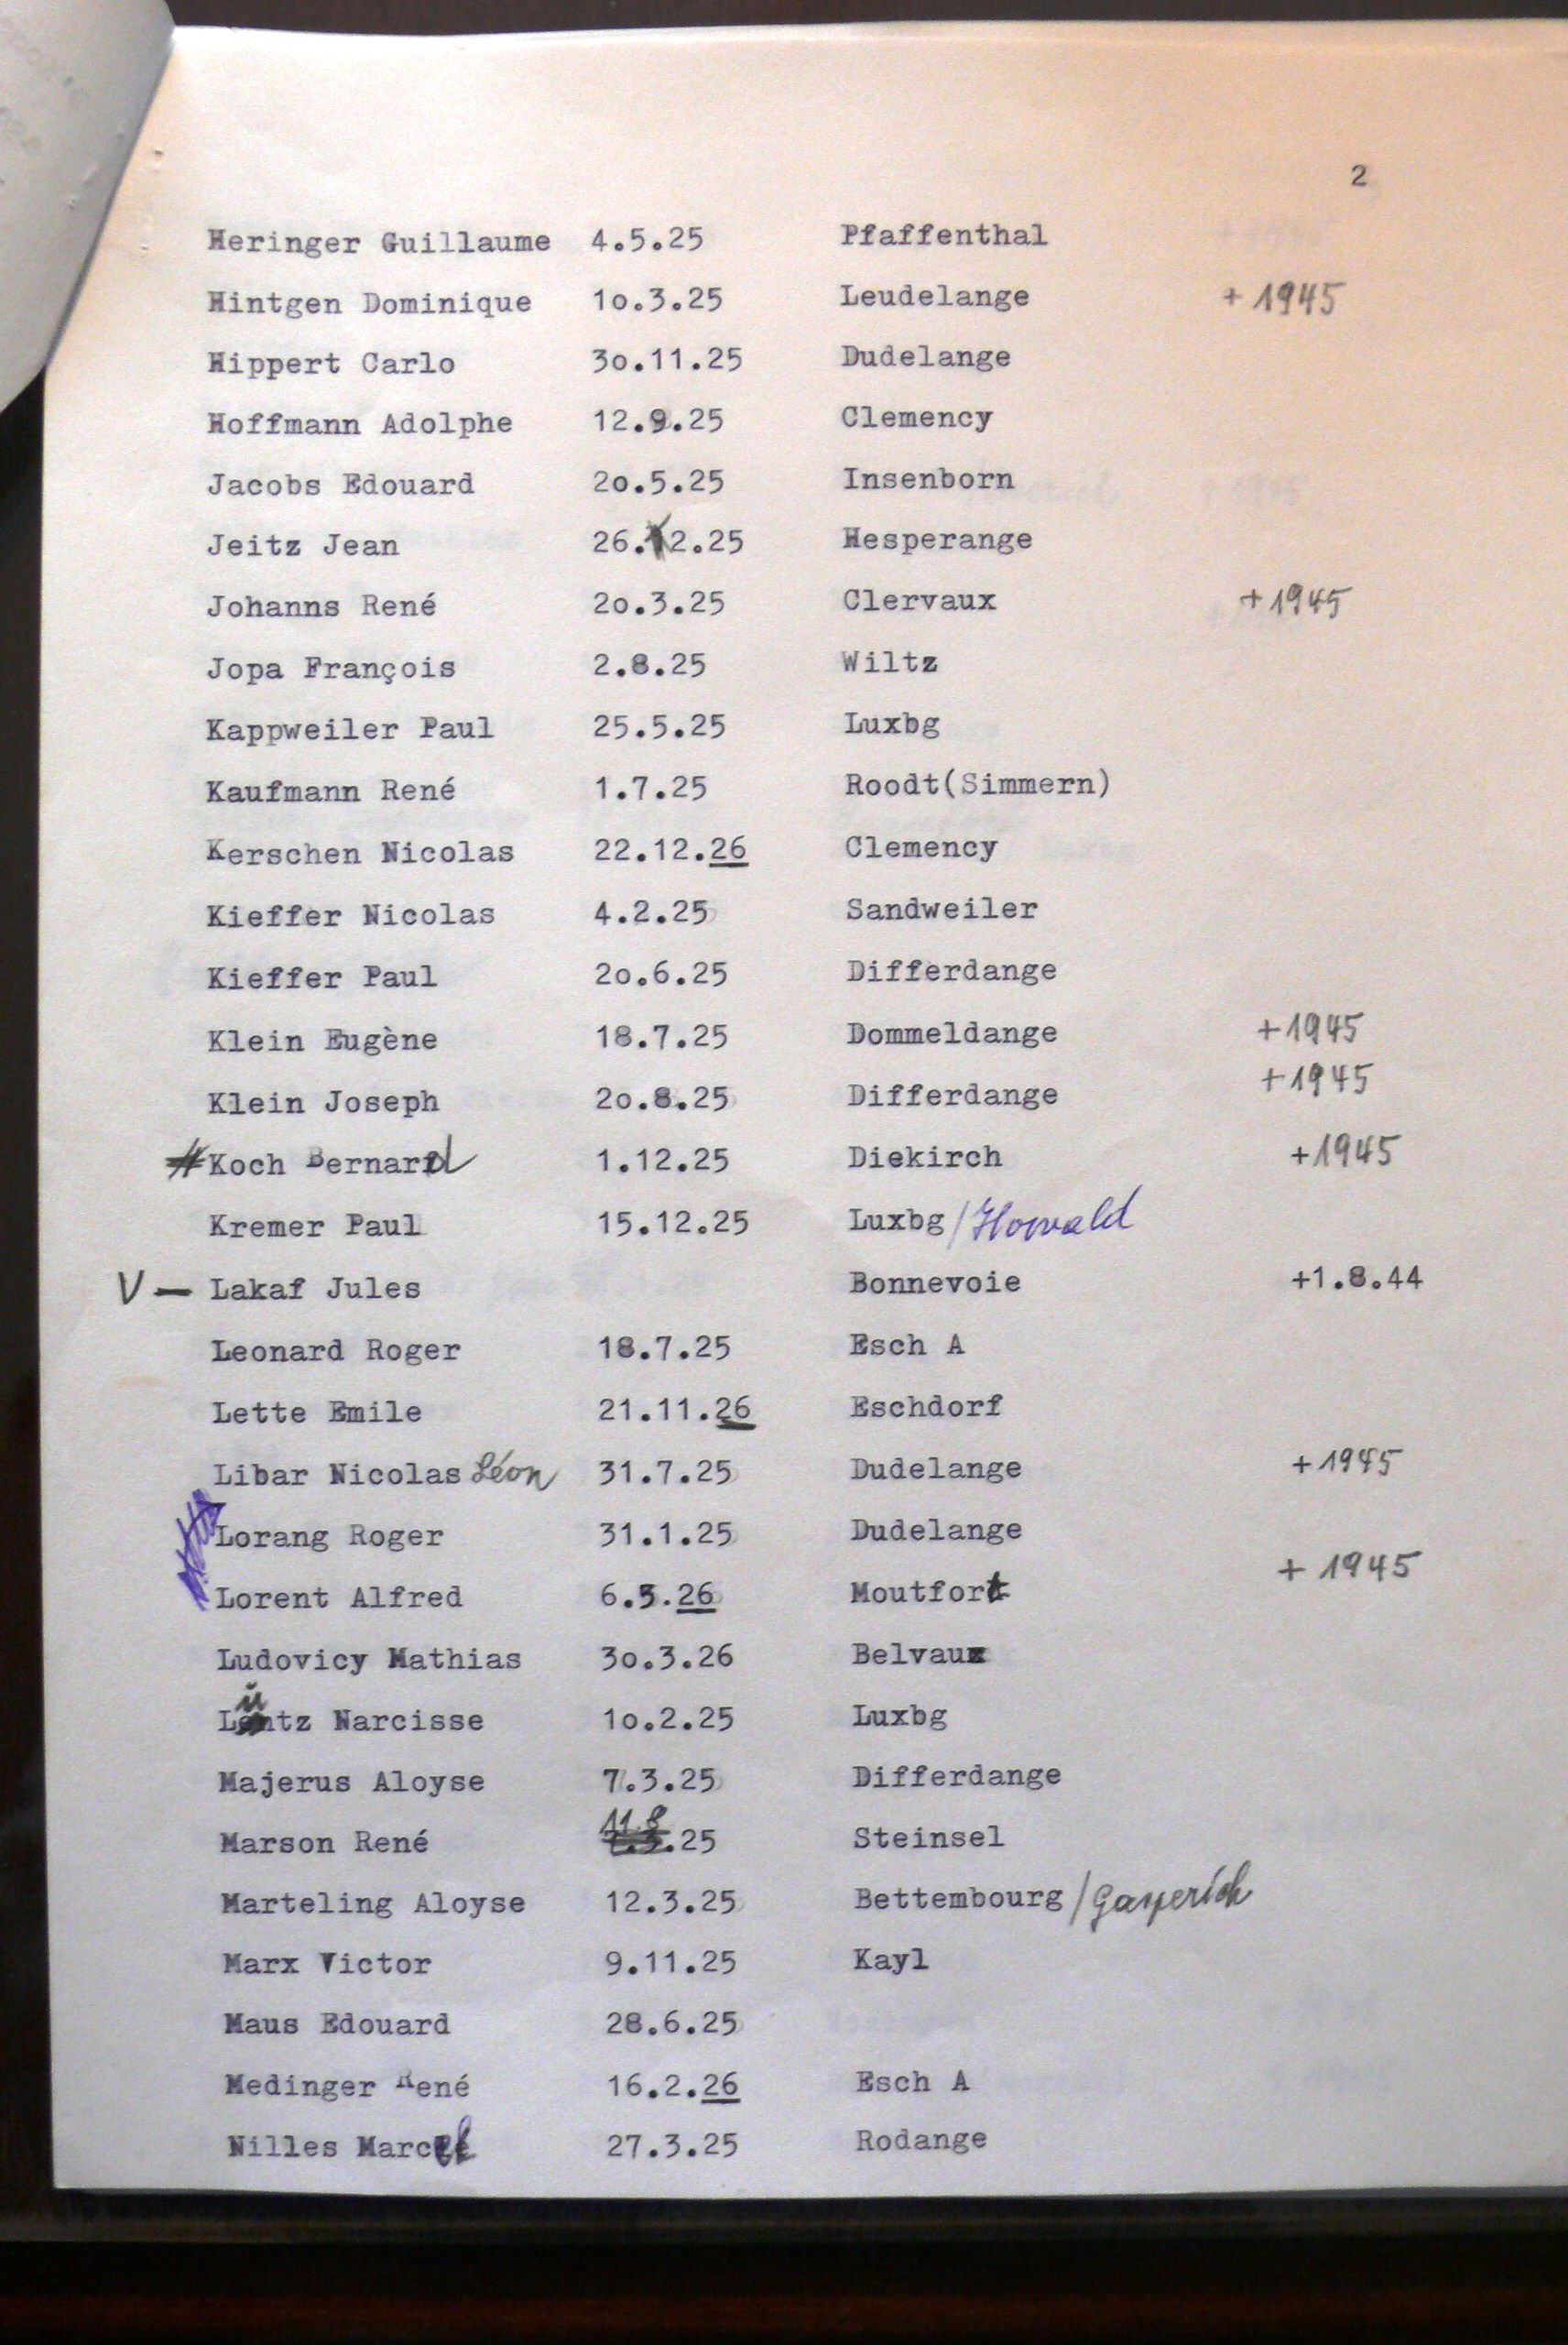 2
Heringer Guillaume 4.5.25 Pfaffenthal
Hintgen Dominique 1o.3.25 Leudelange + 1945
Hippert Carlo 3o.11.25 Dudelange
Hoffmann Adolphe 12.9.25 Clemency
Jacobs Edouard 2o.5.25 Insenborn
Jeitz Jean 26.2.25 Hesperange
Johanns René 2o.3.25 Clervaux +1945
Jopa François 2.8.25 Wiltz
Kappweiler Paul 25.5.25 Luxbg
Kaufmann René 1.7.25 Roodt(Simmern)
Kerschen Nicolas 22.12.26 Clemency
Kieffer Nicolas 4.2.25 Sandweiler
Kieffer Paul 2o.6.25 Differdange
Klein Eugène 18.7.25 Dommeldange +1945
Klein Joseph 2o.8.25 Differdange +1945
Koch Bernard 1.12.25 Diekirch +1945
Kremer Paul 15.12.25 Luxbg /Howald
V — Lakaf Jules Bonnevoie +1.8.44
Leonard Roger 18.7.25 Esch A
Lette Emile 21.11.26 Eschdorf
Libar Nicolas Léon 31.7.25 Dudelange +1945
Lorang Roger 31.1.25 Dudelange
Lorent Alfred 6.5.26 Moutfort + 1945
Ludovicy Mathias 3o.3.26 Belvaux
Narcisse 1o.2.25 Luxbg
Majerus Aloyse 7.3.25 Differdange
Marson René 11.8.25 Steinsel
Marteling Aloyse 12.3.25 Bettembourg /Gasperich
Marx Victor 9.11.25 Kayl
Maus Edouard 28.6.25
Medinger René 16.2.26 Esch A
Nilles Marcel 27.3.25 Rodange